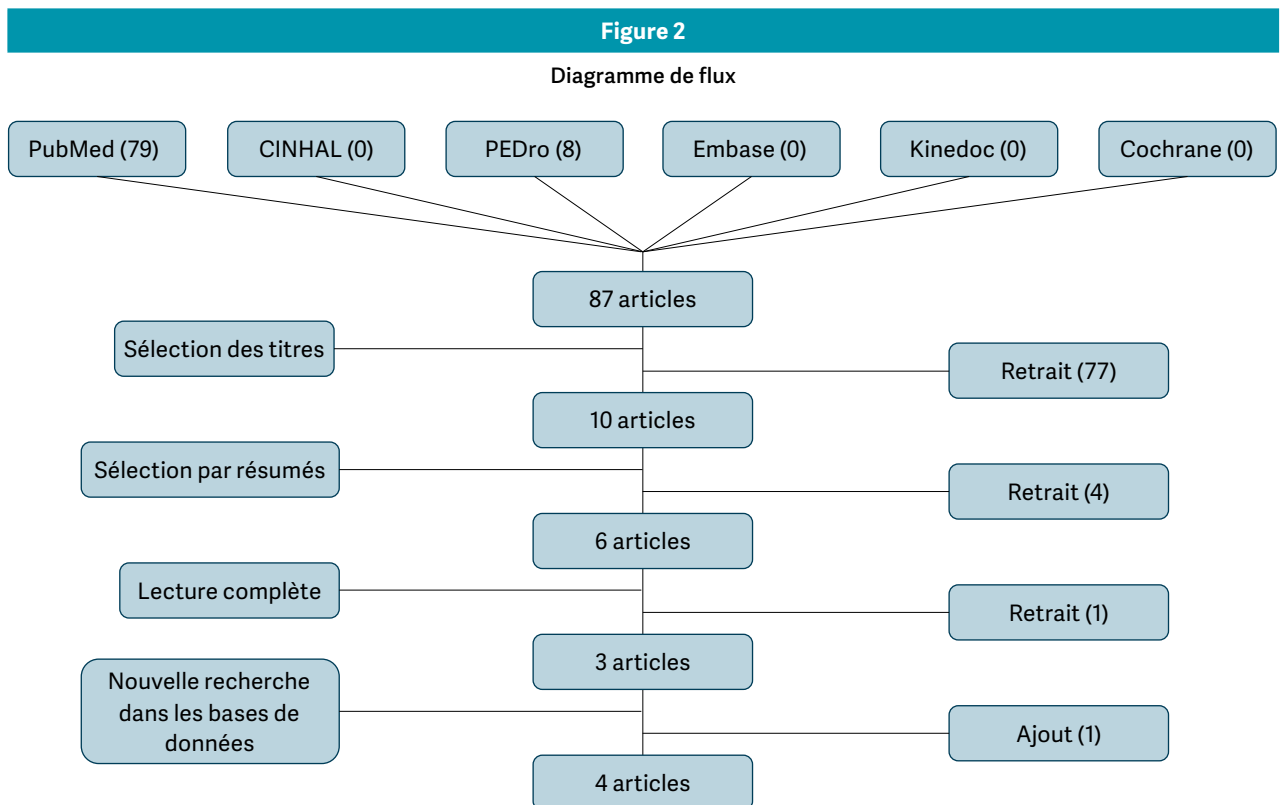 Figure 2
Diagramme de flux
PubMed (79)
CINHAL (0)
PEDro (8)
Embase (0)
Kinedoc (0)
Cochrane (0)
87 articles
Sélection des titres
Retrait (77)
10 articles
Sélection par résumés
Retrait (4)
6 articles
Lecture complète
Retrait (1)
3 articles
Nouvelle recherche
dans les bases de
données
Ajout (1)
4 articles